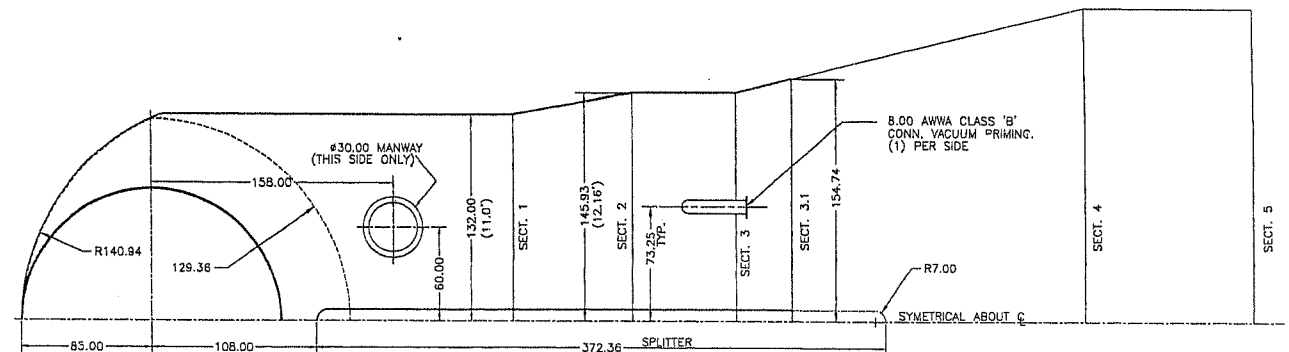 ø30.00 MANWAY
(THIS SIDE ONLY)
158.00
R140.94
129.36
60.00
132.00
(11.0')
SECT. 1
145.93
(12.16')
SECT. 2
73.25
TYP.
SECT. 3
SECT. 3.1
154.74
8.00 AWWA CLASS 'B'
CONN. VACUUM PRIMING.
(1) PER SIDE
SECT. 4
SECT. 5
R7.00
SYMETRICAL ABOUT ℄
85.00
108.00
372.36
SPLITTER